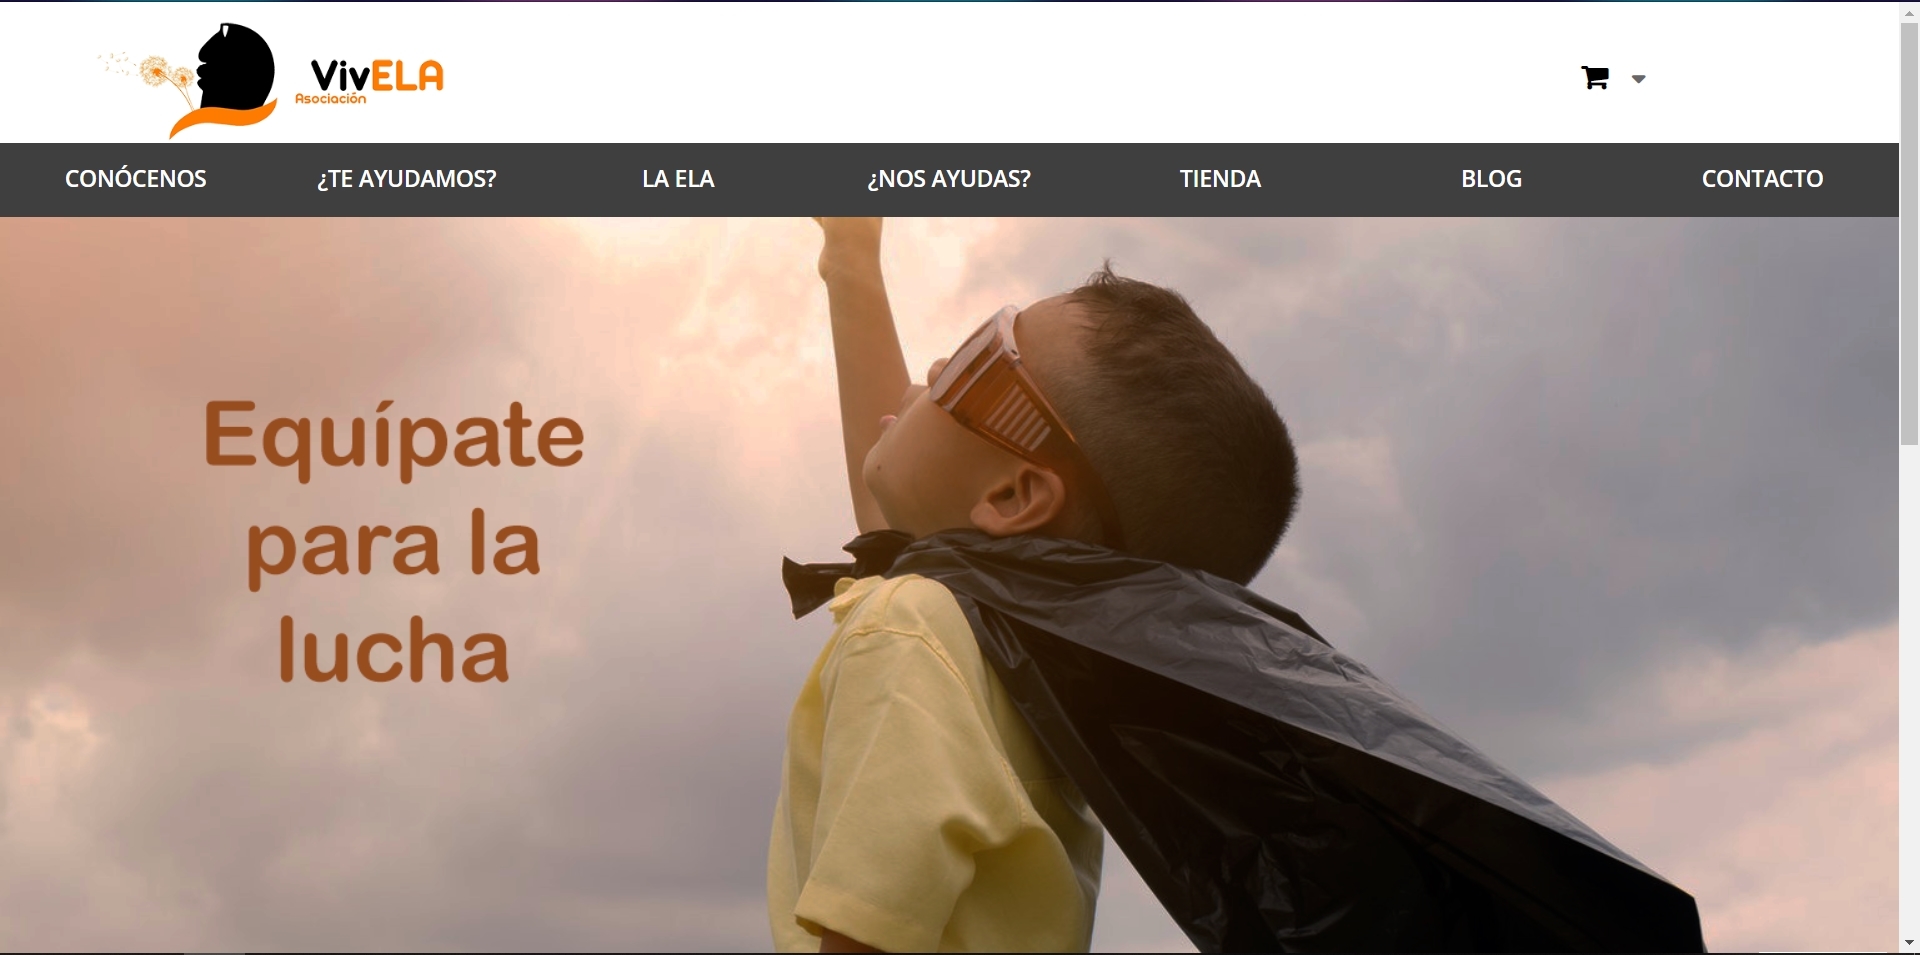 VivELA
Asociación
CONÓCENOS ¿TE AYUDAMOS? LA ELA ¿NOS AYUDAS? TIENDA BLOG CONTACTO
Equípate
para la
lucha